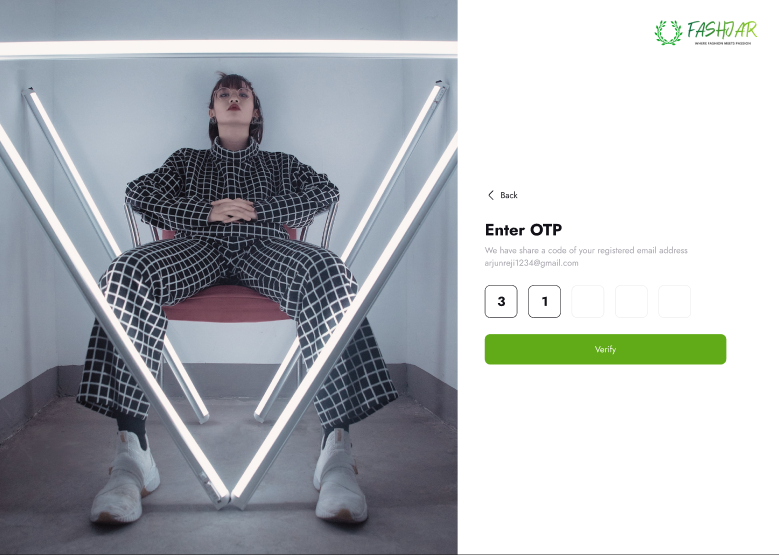 FASHJAR
WHERE FASHION MEETS PASSION
Back
Enter OTP
We have share a code of your registered email address
arjunreji1234@gmail.com
3 1
Verify